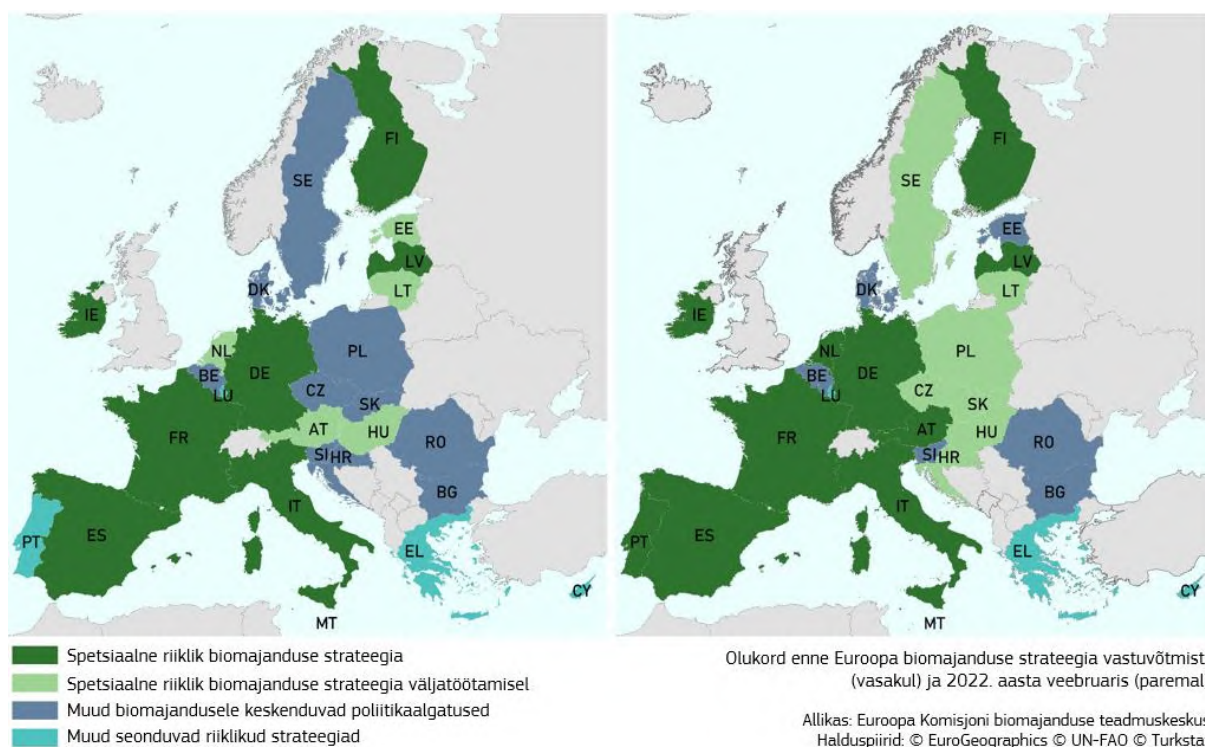 FI
SE
EE
LV
LT
DK
IE
NL
PL
BE
DE
LU
CZ
SK
FR
AT
HU
SI
HR
RO
BG
IT
PT
ES
EL
CY
MT
FI
SE
EE
LV
LT
DK
IE
NL
PL
BE
DE
LU
CZ
SK
FR
AT
HU
SI
HR
RO
BG
IT
PT
ES
EL
CY
MT
Spetsiaalne riiklik biomajanduse strateegia
Spetsiaalne riiklik biomajanduse strateegia väljatöötamisel
Muud biomajandusele keskenduvad poliitikaalgatused
Muud seonduvad riiklikud strateegiad
Olukord enne Euroopa biomajanduse strateegia vastuvõtmist
(vasakul) ja 2022. aasta veebruaris (paremal
Allikas: Euroopa Komisjoni biomajanduse teadmuskeskus
Halduspiirid: © EuroGeographics © UN-FAO © Turksta